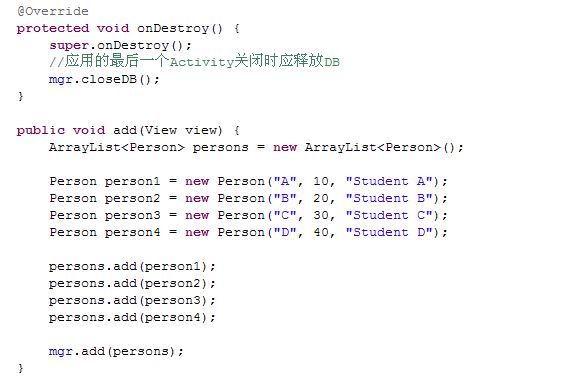 @Override
protected void onDestroy() {
super.onDestroy();
//应用的最后一个Activity关闭时应释放DB
mgr.closeDB();
}
public void add(View view) {
ArrayList<Person> persons = new ArrayList<Person>();
Person person1 = new Person("A", 10, "Student A");
Person person2 = new Person("B", 20, "Student B");
Person person3 = new Person("C", 30, "Student C");
Person person4 = new Person("D", 40, "Student D");
persons.add(person1);
persons.add(person2);
persons.add(person3);
persons.add(person4);
mgr.add(persons);
}